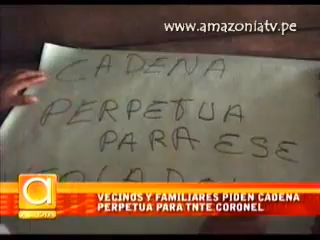 www.amazoniatv.pe
CADENA
PERPETUA
PARA ESE
VECINOS Y FAMILIARES PIDEN CADENA
PERPETUA PARA TNTE CORONEL